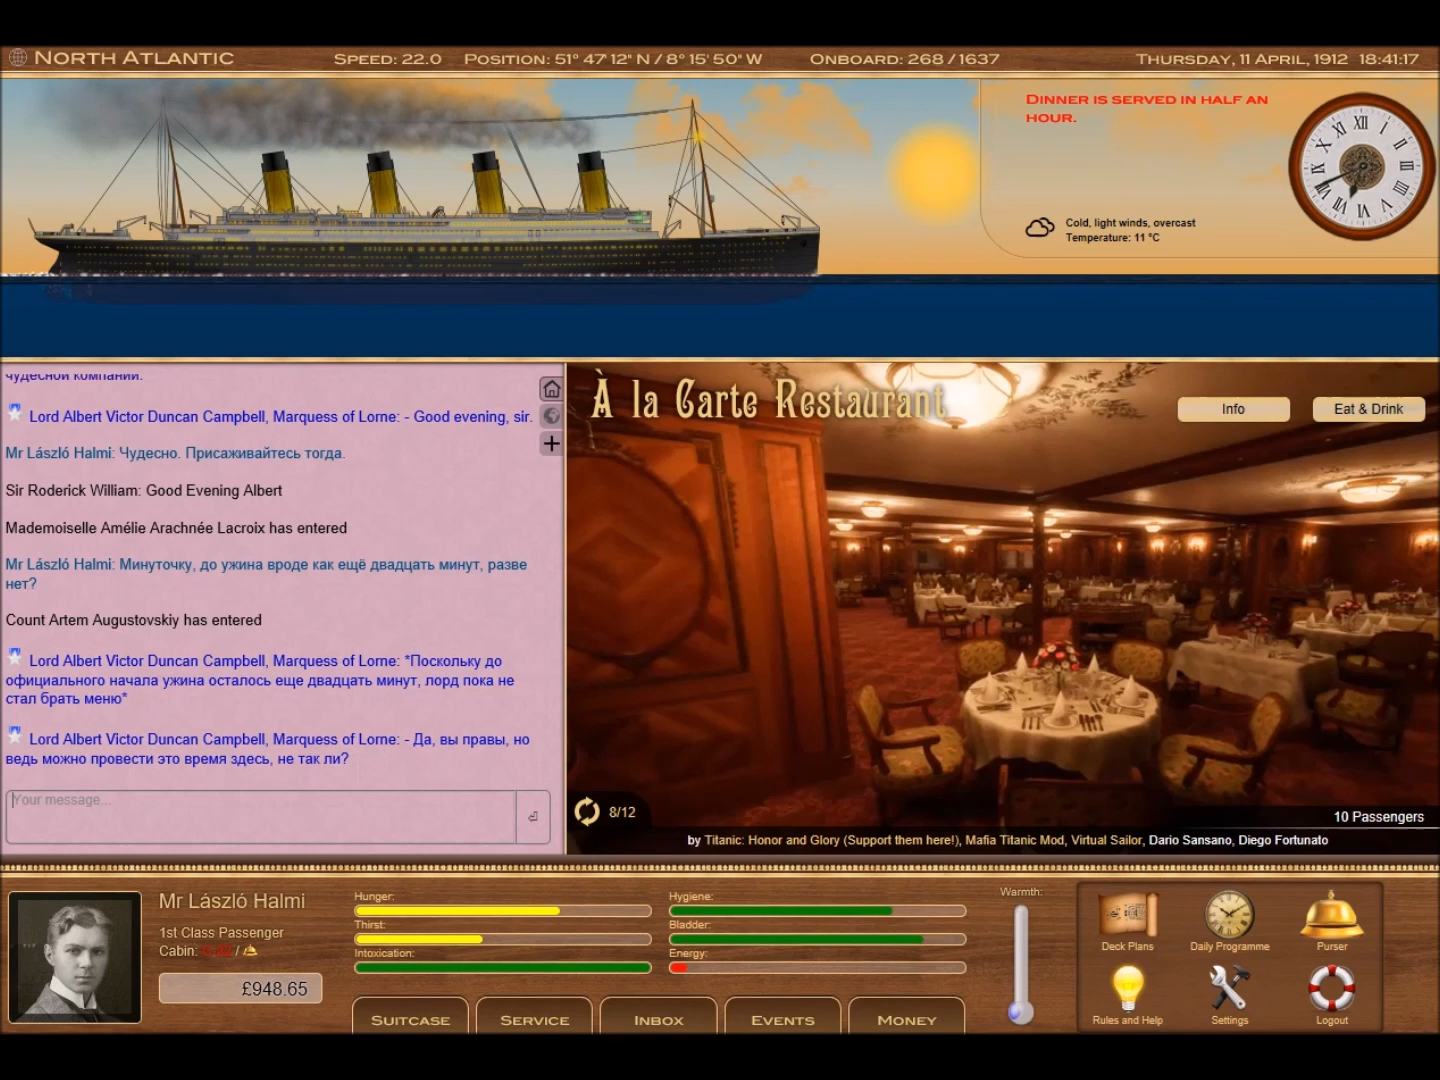 NORTH ATLANTIC
SPEED: 22.0
POSITION: 51° 47' 12" N / 8° 15' 50" W
ONBOARD: 268 / 1637
THURSDAY, 11 APRIL, 1912 18:41:17
DINNER IS SERVED IN HALF AN
HOUR.
Cold, light winds, overcast
Temperature: 11 °C
XII
I
II
III
IV
V
VI
VII
VIII
IX
X
XI
чудесной компании.
Lord Albert Victor Duncan Campbell, Marquess of Lorne: - Good evening, sir.
Mr László Halmi: Чудесно. Присаживайтесь тогда.
Sir Roderick William: Good Evening Albert
Mademoiselle Amélie Arachnée Lacroix has entered
Mr László Halmi: Минуточку, до ужина вроде как ещё двадцать минут, разве
нет?
Count Artem Augustovskiy has entered
Lord Albert Victor Duncan Campbell, Marquess of Lorne: *Поскольку до
официального начала ужина осталось еще двадцать минут, лорд пока не
стал брать меню*
Lord Albert Victor Duncan Campbell, Marquess of Lorne: - Да, вы правы, но
ведь можно провести это время здесь, не так ли?
Your message...
À la Carte Restaurant
Info
Eat & Drink
8/12
10 Passengers
by Titanic: Honor and Glory (Support them here!), Mafia Titanic Mod, Virtual Sailor, Dario Sansano, Diego Fortunato
Mr László Halmi
1st Class Passenger
Cabin: /
£948.65
Hunger:
Thirst:
Intoxication:
Hygiene:
Bladder:
Energy:
Warmth:
SUITCASE
SERVICE
INBOX
EVENTS
MONEY
Deck Plans
Daily Programme
Purser
Rules and Help
Settings
Logout